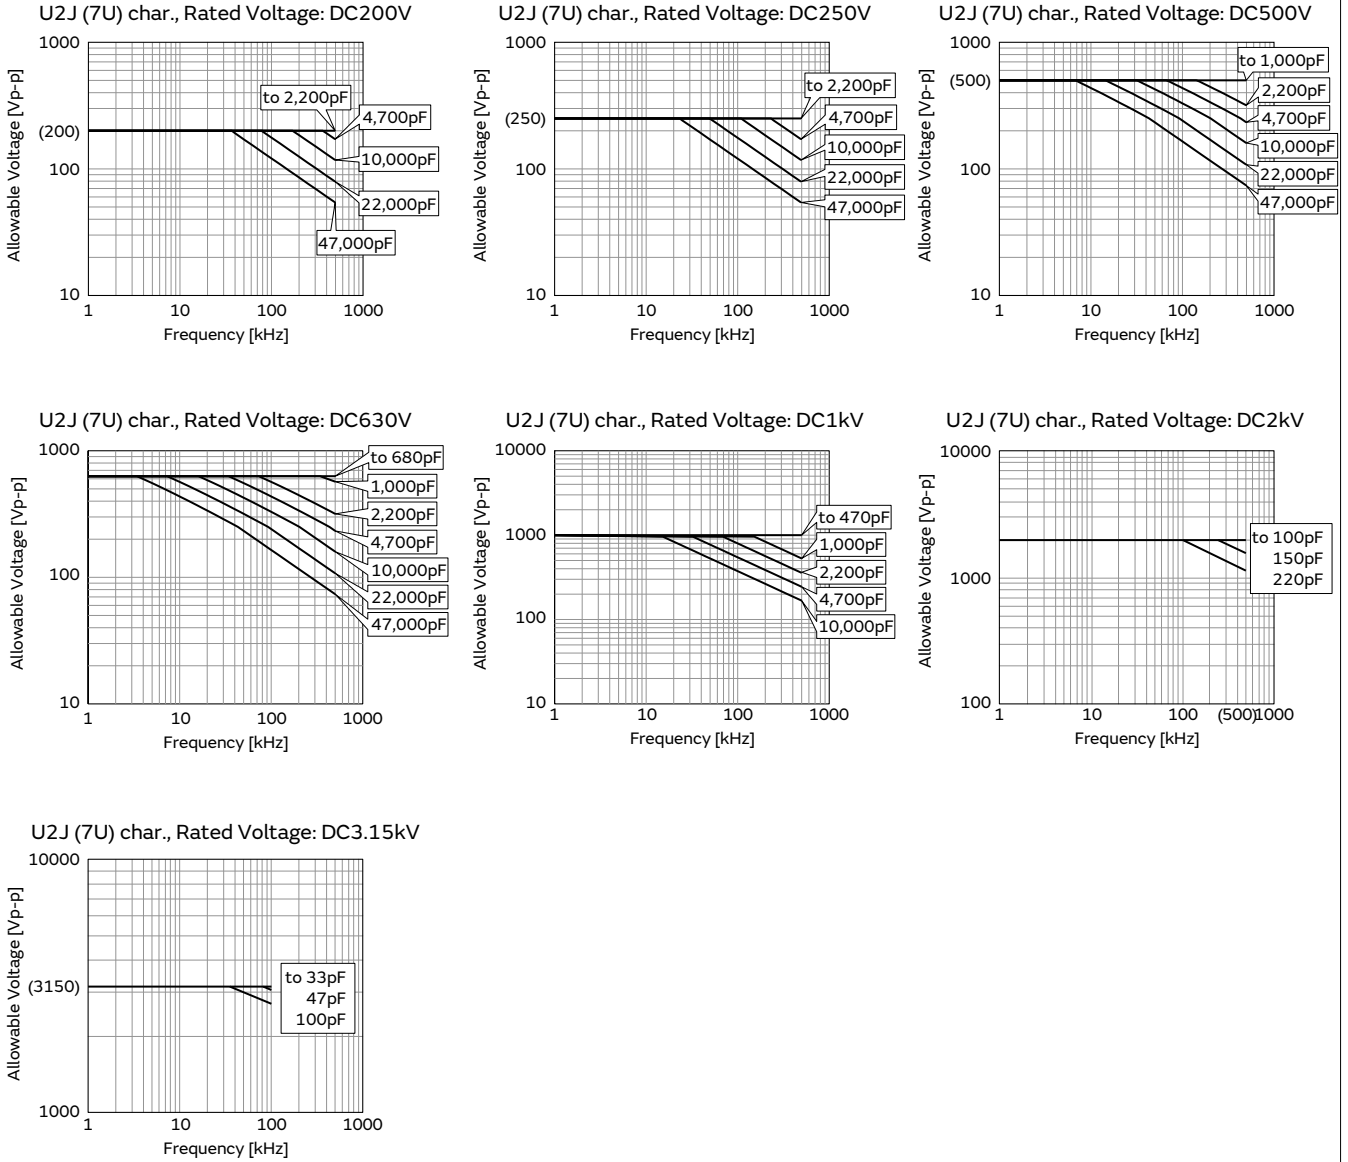 U2J (7U) char., Rated Voltage: DC200V
Allowable Voltage [Vp-p]
1000
(200)
100
10
to 2,200pF
4,700pF
10,000pF
22,000pF
47,000pF
1 10 100 1000
Frequency [kHz]
U2J (7U) char., Rated Voltage: DC250V
Allowable Voltage [Vp-p]
1000
(250)
100
10
to 2,200pF
4,700pF
10,000pF
22,000pF
47,000pF
1 10 100 1000
Frequency [kHz]
U2J (7U) char., Rated Voltage: DC500V
Allowable Voltage [Vp-p]
1000
(500)
100
10
to 1,000pF
2,200pF
4,700pF
10,000pF
22,000pF
47,000pF
1 10 100 1000
Frequency [kHz]
U2J (7U) char., Rated Voltage: DC630V
Allowable Voltage [Vp-p]
1000
100
10
to 680pF
1,000pF
2,200pF
4,700pF
10,000pF
22,000pF
47,000pF
1 10 100 1000
Frequency [kHz]
U2J (7U) char., Rated Voltage: DC1kV
Allowable Voltage [Vp-p]
10000
1000
100
10
to 470pF
1,000pF
2,200pF
4,700pF
10,000pF
1 10 100 1000
Frequency [kHz]
U2J (7U) char., Rated Voltage: DC2kV
Allowable Voltage [Vp-p]
10000
1000
100
to 100pF
150pF
220pF
1 10 100 (500) 1000
Frequency [kHz]
U2J (7U) char., Rated Voltage: DC3.15kV
Allowable Voltage [Vp-p]
10000
(3150)
1000
to 33pF
47pF
100pF
1 10 100 1000
Frequency [kHz]